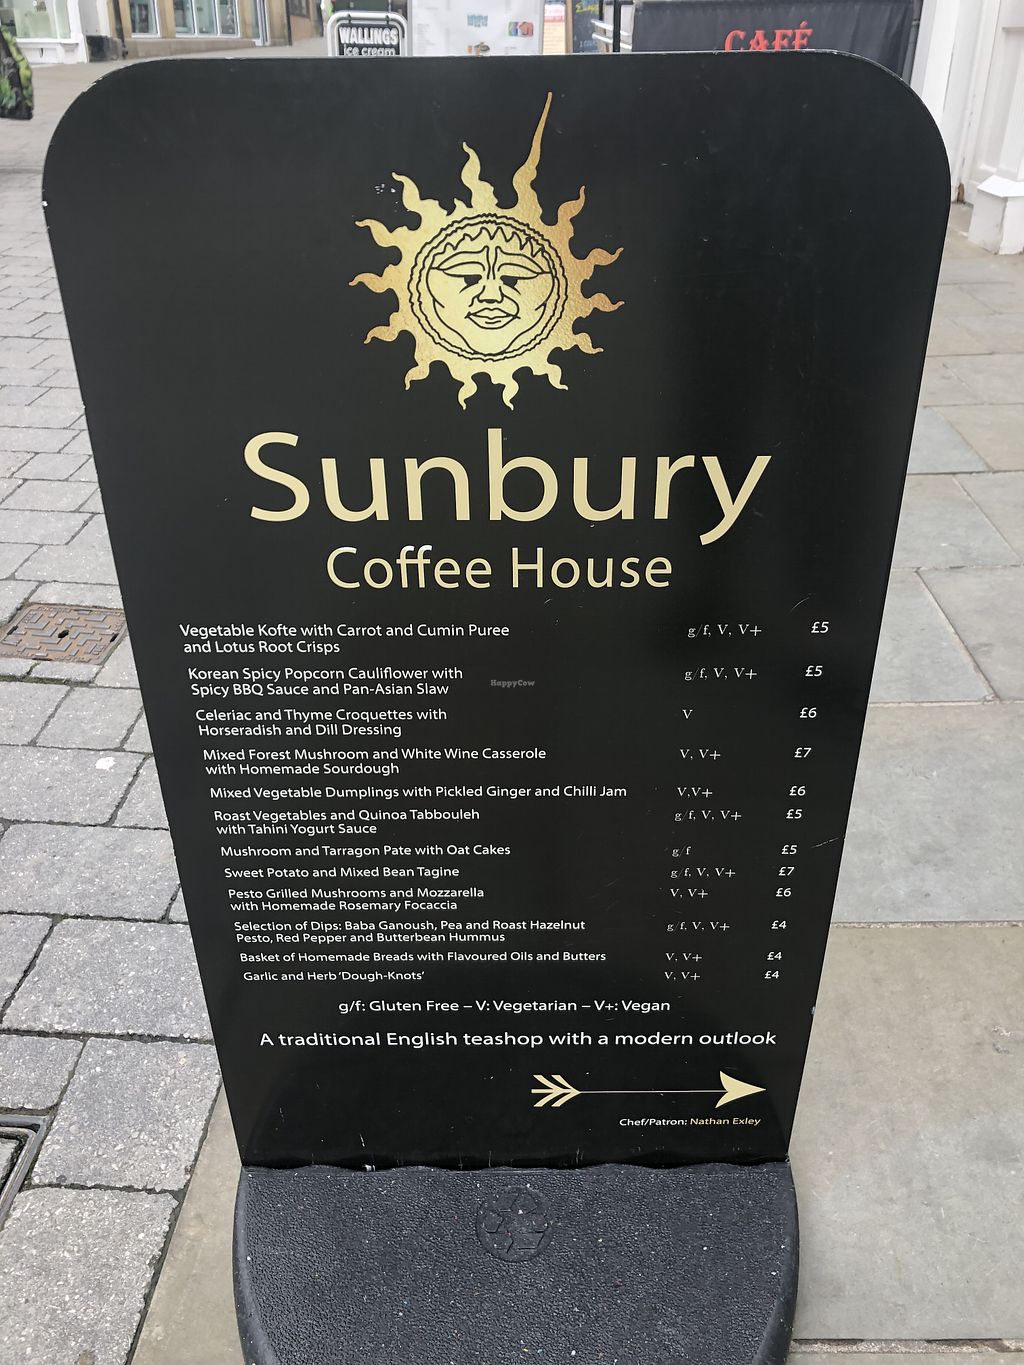 WALLINGS
ice cream
CAFÉ
Sunbury
Coffee House
Vegetable Kofte with Carrot and Cumin Puree g/f, V, V+ £5
and Lotus Root Crisps
Korean Spicy Popcorn Cauliflower with g/f, V, V+ £5
Spicy BBQ Sauce and Pan-Asian Slaw
HappyCow
Celeriac and Thyme Croquettes with V £6
Horseradish and Dill Dressing
Mixed Forest Mushroom and White Wine Casserole V, V+ £7
with Homemade Sourdough
Mixed Vegetable Dumplings with Pickled Ginger and Chilli Jam V,V+ £6
Roast Vegetables and Quinoa Tabbouleh g/f, V, V+ £5
with Tahini Yogurt Sauce
Mushroom and Tarragon Pate with Oat Cakes g/f £5
Sweet Potato and Mixed Bean Tagine g/f, V, V+ £7
Pesto Grilled Mushrooms and Mozzarella V, V+ £6
with Homemade Rosemary Focaccia
Selection of Dips: Baba Ganoush, Pea and Roast Hazelnut g/f, V, V+ £4
Pesto, Red Pepper and Butterbean Hummus
Basket of Homemade Breads with Flavoured Oils and Butters V, V+ £4
Garlic and Herb 'Dough-Knots' V, V+ £4
g/f: Gluten Free – V: Vegetarian – V+: Vegan
A traditional English teashop with a modern outlook
Chef/Patron: Nathan Exley